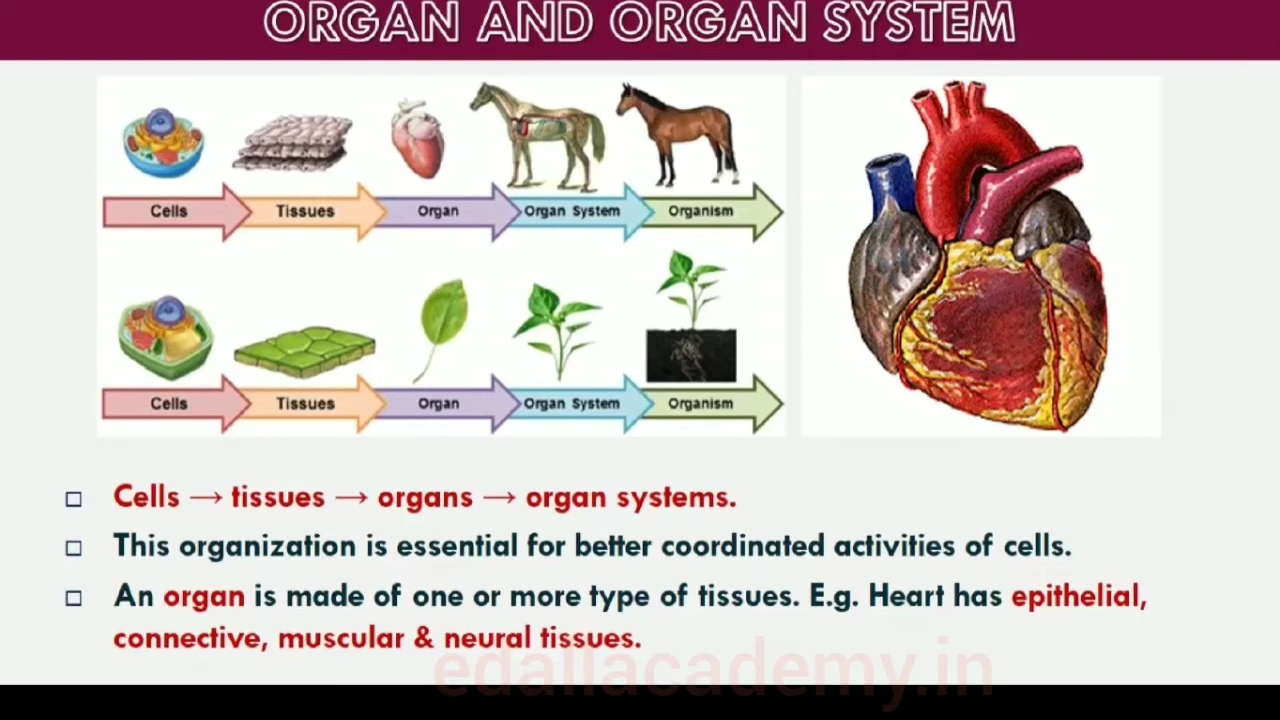 ORGAN AND ORGAN SYSTEM
Cells Tissues Organ Organ System Organism
Cells Tissues Organ Organ System Organism
□ Cells → tissues → organs → organ systems.
□ This organization is essential for better coordinated activities of cells.
□ An organ is made of one or more type of tissues. E.g. Heart has epithelial,
connective, muscular & neural tissues.
edallacademy.in